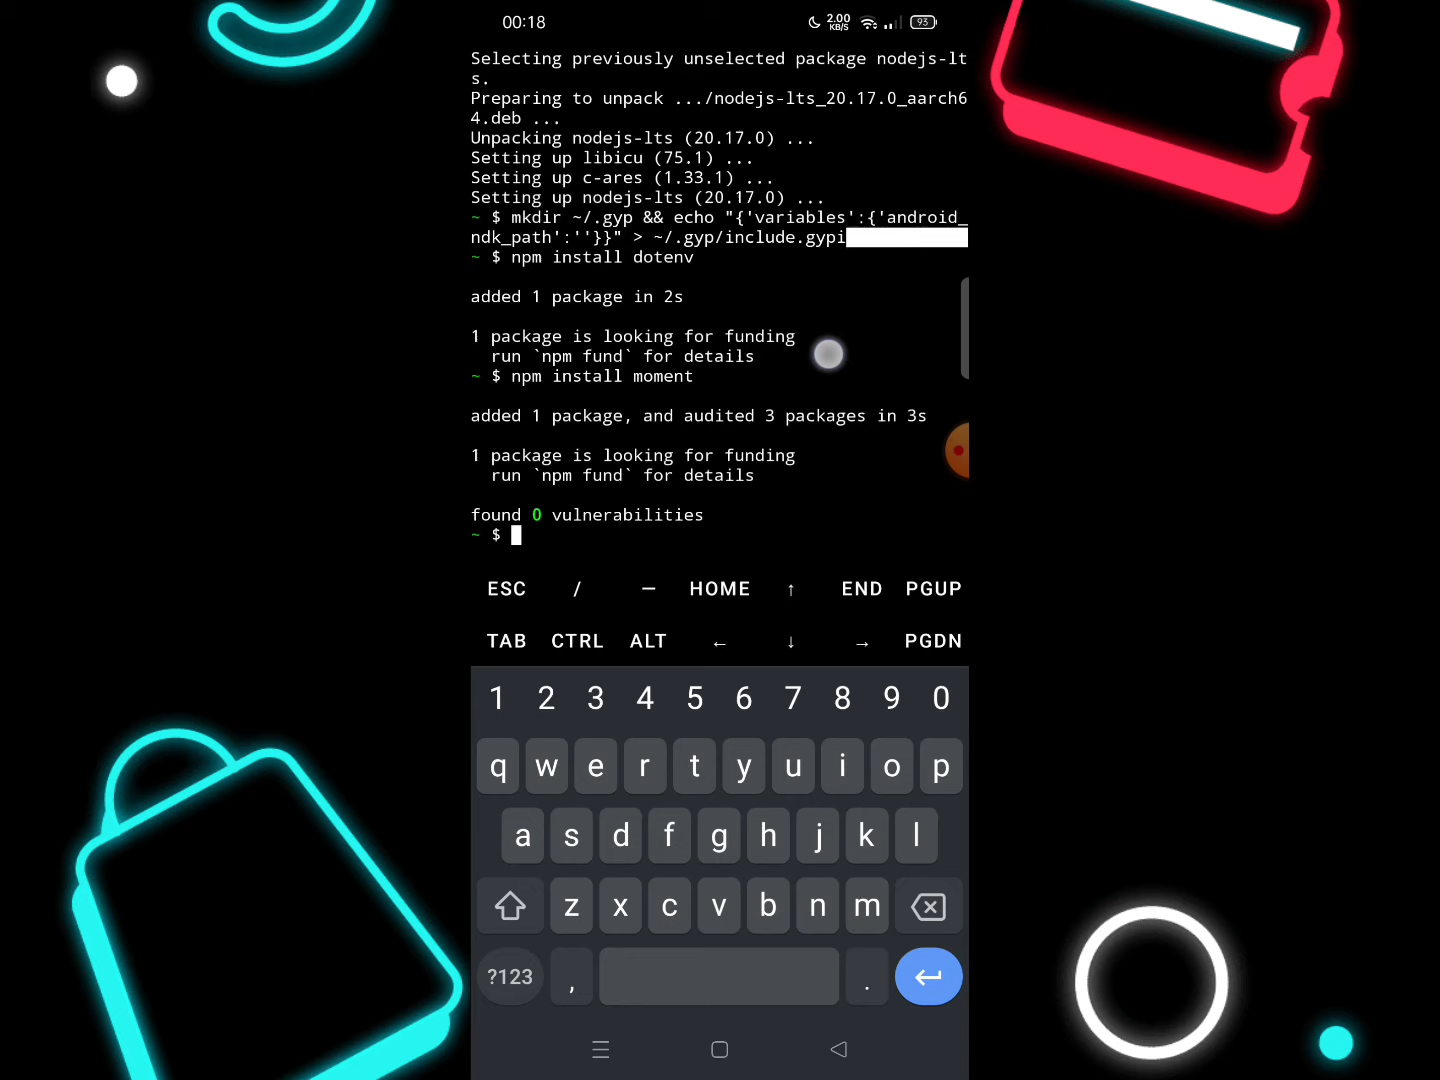 00:18
2.00
KB/S
93
Selecting previously unselected package nodejs-lt
s.
Preparing to unpack .../nodejs-lts_20.17.0_aarch6
4.deb ...
Unpacking nodejs-lts (20.17.0) ...
Setting up libicu (75.1) ...
Setting up c-ares (1.33.1) ...
Setting up nodejs-lts (20.17.0) ...
~ $ mkdir ~/.gyp && echo "{'variables':{'android_
ndk_path':''}}" > ~/.gyp/include.gypi
~ $ npm install dotenv
added 1 package in 2s
1 package is looking for funding
run `npm fund` for details
~ $ npm install moment
added 1 package, and audited 3 packages in 3s
1 package is looking for funding
run `npm fund` for details
found 0 vulnerabilities
~ $
ESC / — HOME ↑ END PGUP
TAB CTRL ALT ← ↓ → PGDN
1 2 3 4 5 6 7 8 9 0
q w e r t y u i o p
a s d f g h j k l
z x c v b n m
?123 , .